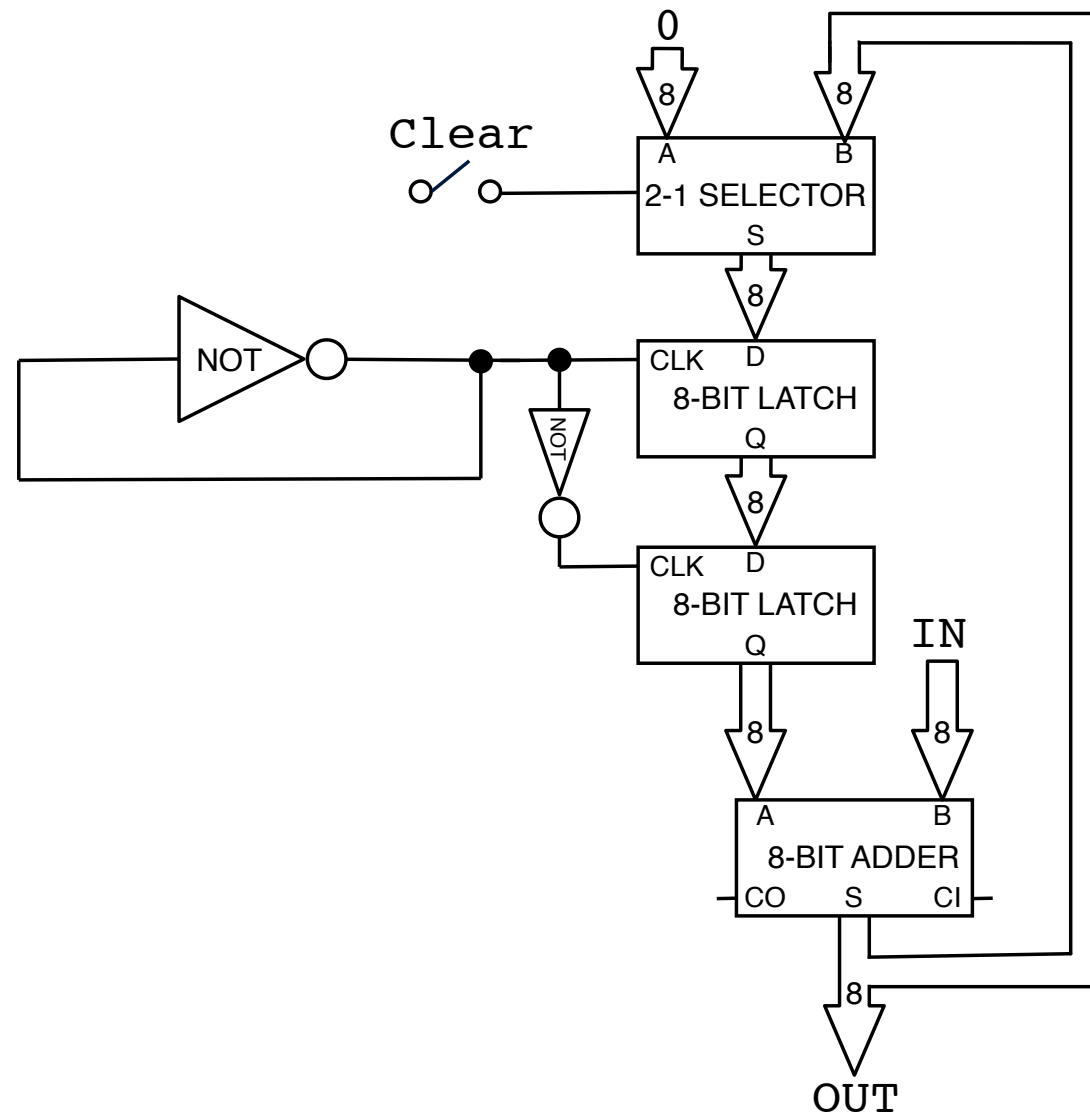 0
8
8
Clear
A
B
2-1 SELECTOR
S
8
NOT
CLK
D
8-BIT LATCH
Q
NOT
8
CLK
D
8-BIT LATCH
Q
IN
8
8
A
B
8-BIT ADDER
CO
S
CI
8
OUT